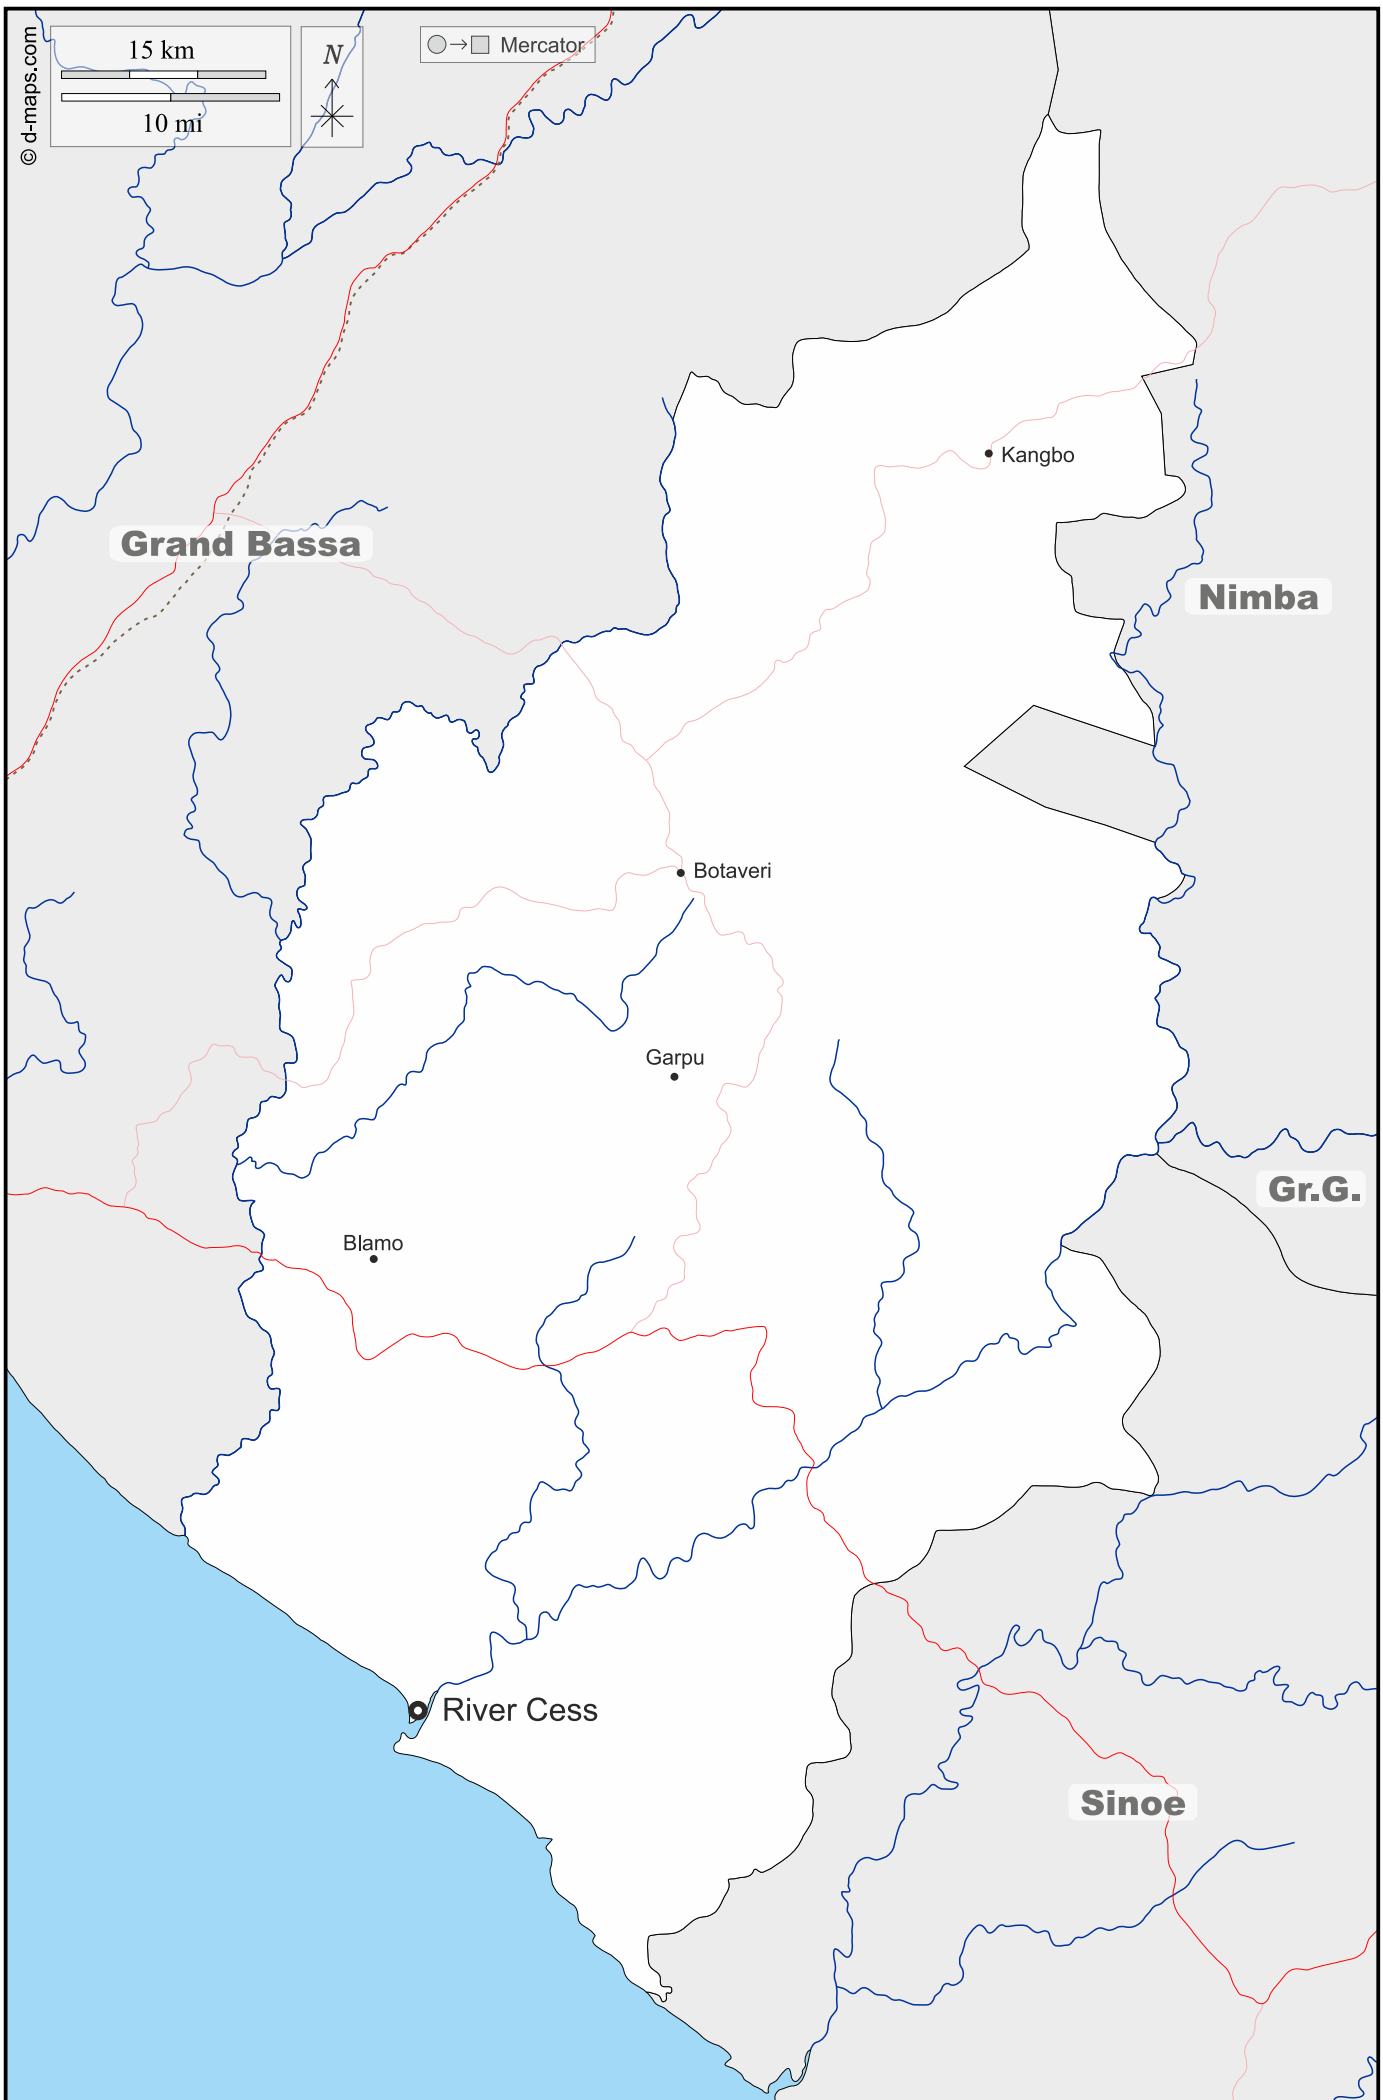 © d-maps.com
15 km
10 mi
N
Mercator
Kangbo
Grand Bassa
Nimba
Botaveri
Garpu
Gr.G.
Blamo
River Cess
Sinoe